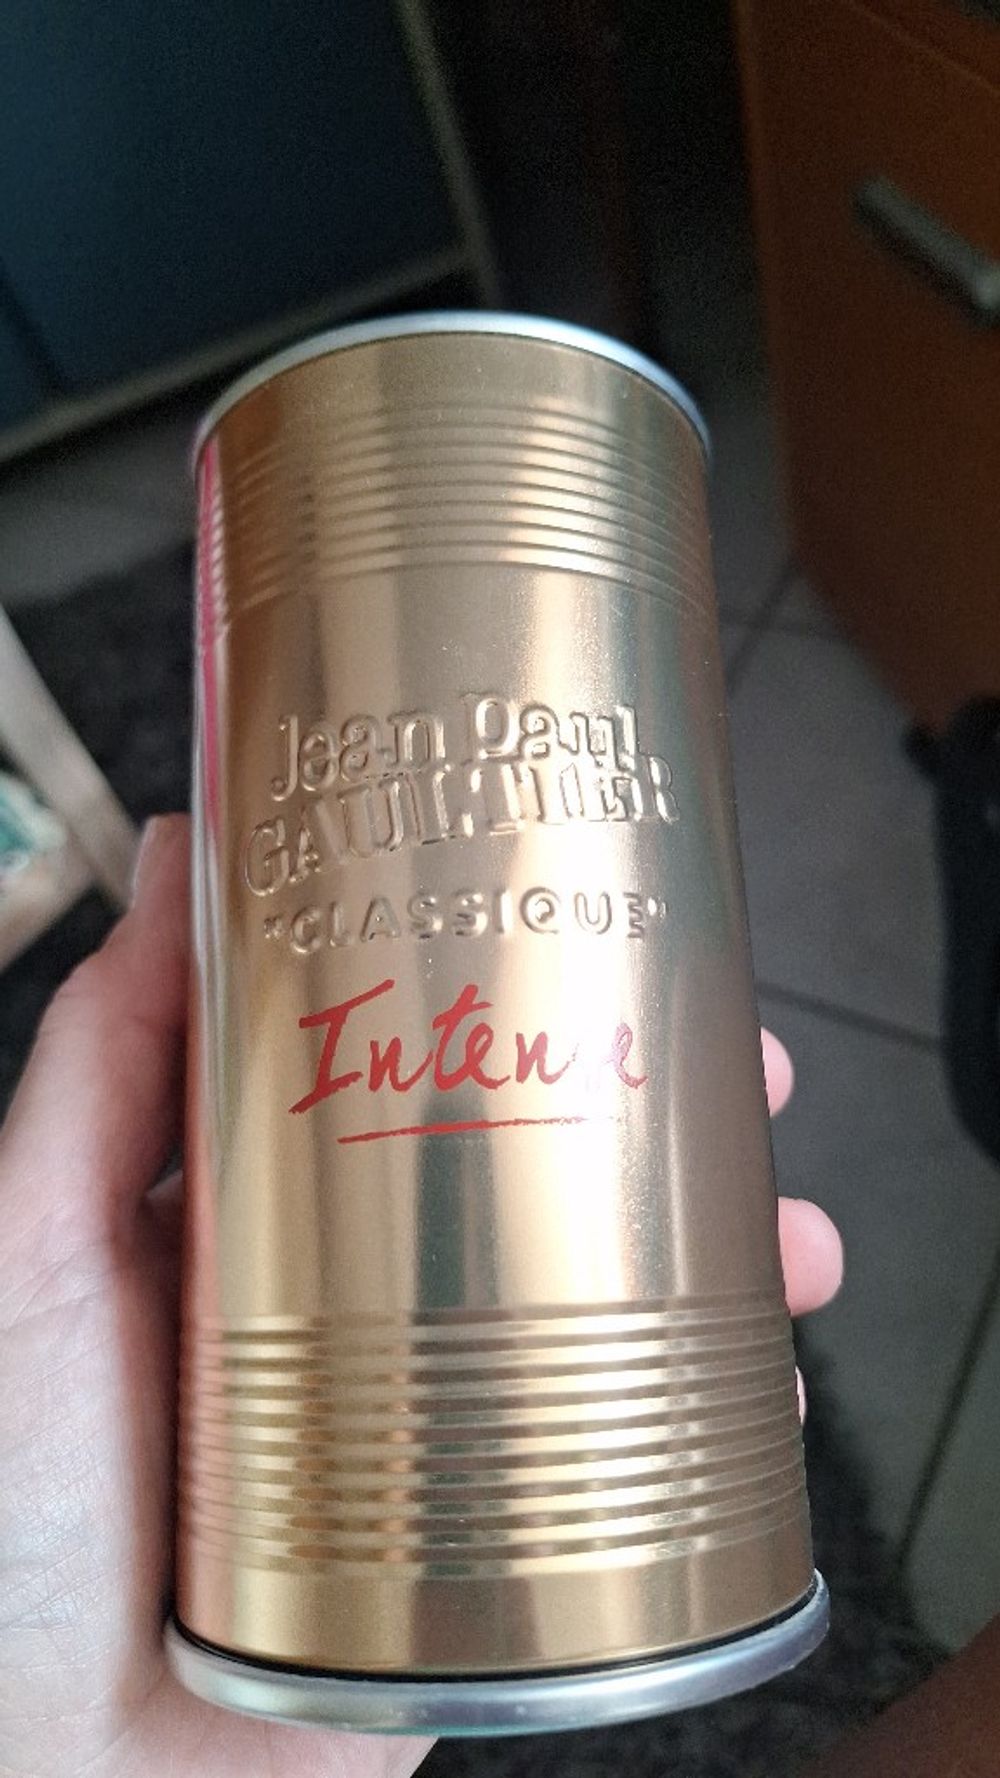 Jean Paul
GAULTIER
"CLASSIQUE"
Intense